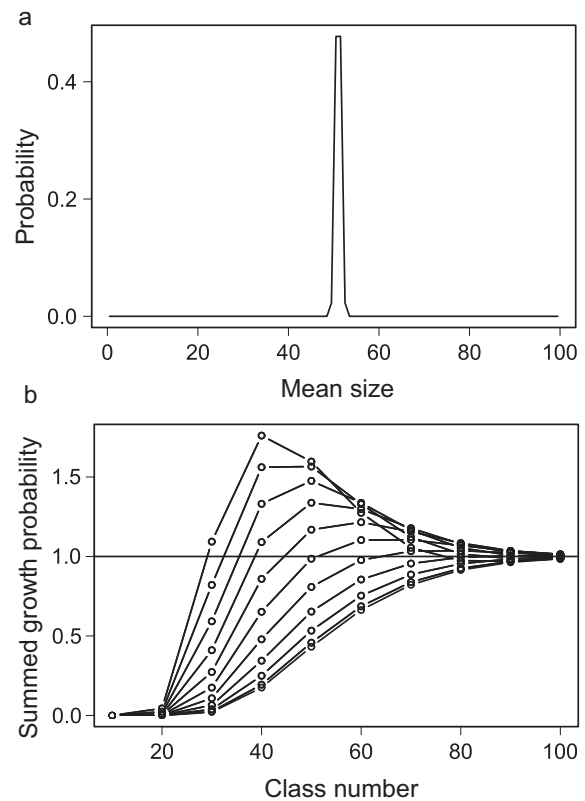 a
Probability
0.4
0.2
0.0
0 20 40 60 80 100
Mean size
b
Summed growth probability
1.5
1.0
0.5
0.0
20 40 60 80 100
Class number